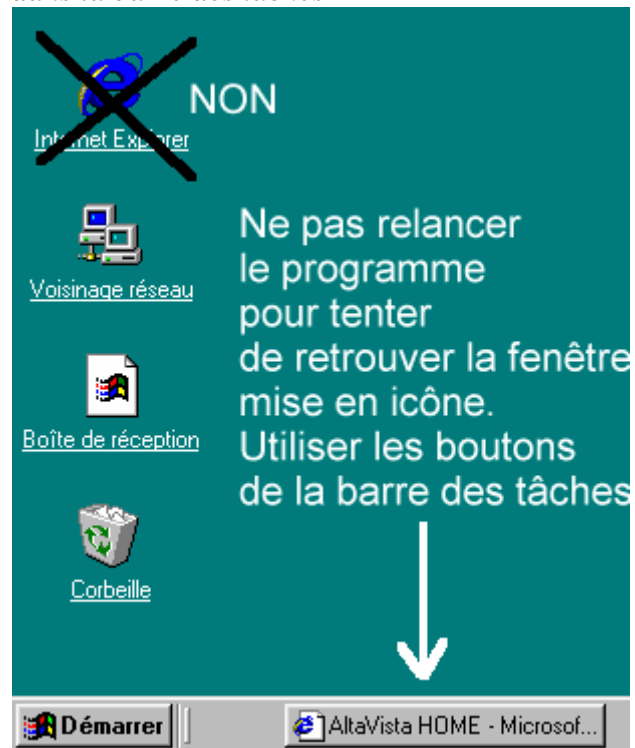 NON
Internet Explorer
Ne pas relancer
le programme
pour tenter
de retrouver la fenêtre
mise en icône.
Utiliser les boutons
de la barre des tâches
Voisinage réseau
Boîte de réception
Corbeille
Démarrer
AltaVista HOME - Microsof...